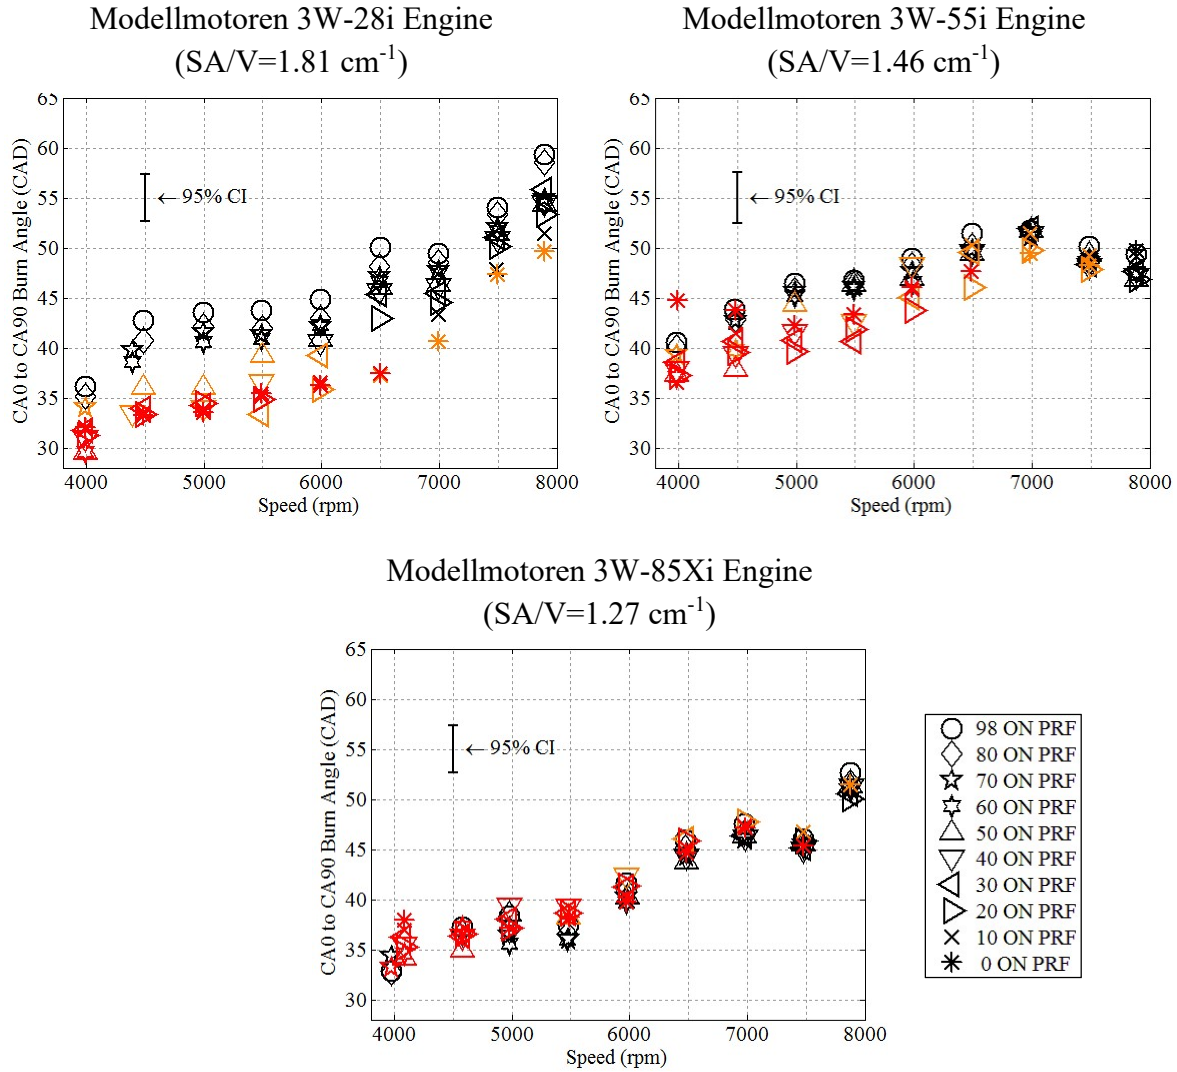 Modellmotoren 3W-28i Engine
(SA/V=1.81 cm-1)
Modellmotoren 3W-55i Engine
(SA/V=1.46 cm-1)
CA0 to CA90 Burn Angle (CAD)
65
60
55
50
45
40
35
30
← 95% CI
4000 5000 6000 7000 8000
Speed (rpm)
CA0 to CA90 Burn Angle (CAD)
65
60
55
50
45
40
35
30
← 95% CI
4000 5000 6000 7000 8000
Speed (rpm)
Modellmotoren 3W-85Xi Engine
(SA/V=1.27 cm-1)
CA0 to CA90 Burn Angle (CAD)
65
60
55
50
45
40
35
30
← 95% CI
4000 5000 6000 7000 8000
Speed (rpm)
98 ON PRF
80 ON PRF
70 ON PRF
60 ON PRF
50 ON PRF
40 ON PRF
30 ON PRF
20 ON PRF
10 ON PRF
0 ON PRF